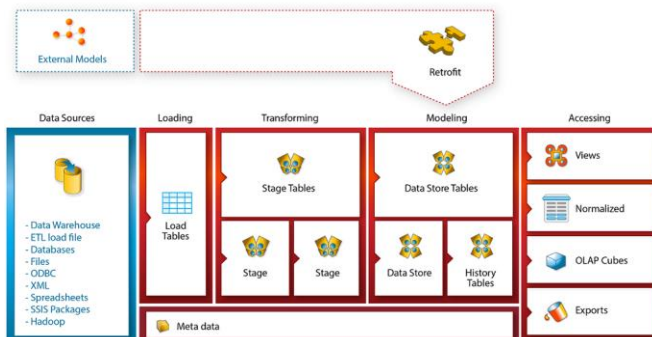 External Models
Retrofit
Data Sources
Loading
Transforming
Modeling
Accessing
- Data Warehouse
- ETL load file
- Databases
- Files
- ODBC
- XML
- Spreadsheets
- SSIS Packages
- Hadoop
Load
Tables
Stage Tables
Stage
Stage
Data Store Tables
Data Store
History
Tables
Views
Normalized
OLAP Cubes
Exports
Meta data